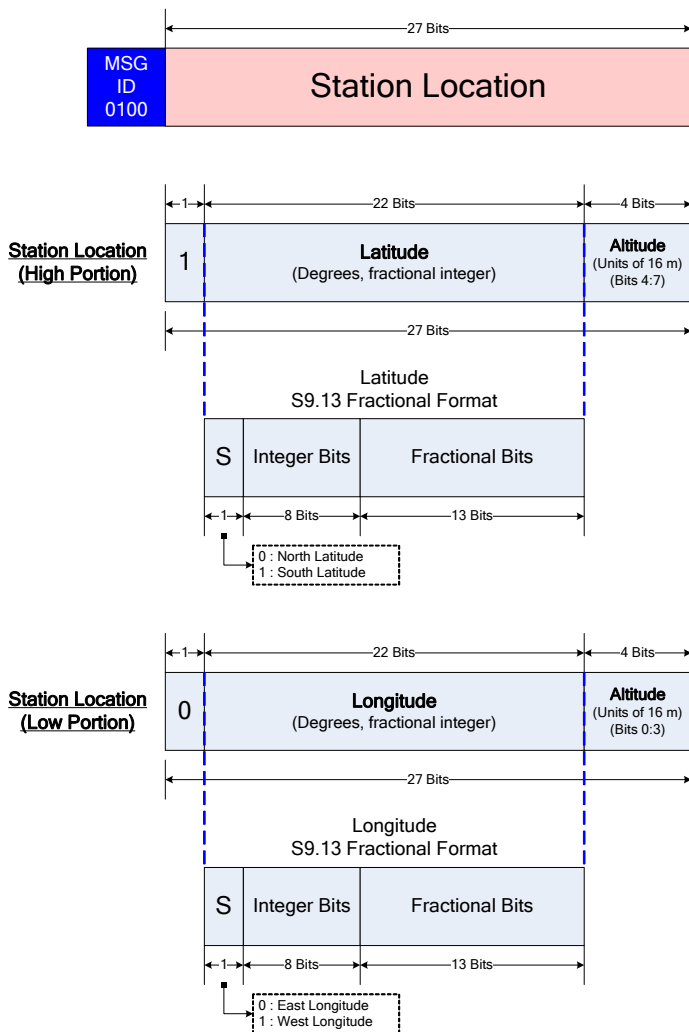 27 Bits
MSG
ID
0100
Station Location
1
22 Bits
4 Bits
Station Location
(High Portion)
1
Latitude
(Degrees, fractional integer)
Altitude
(Units of 16 m)
(Bits 4:7)
27 Bits
Latitude
S9.13 Fractional Format
S
Integer Bits
Fractional Bits
1
8 Bits
13 Bits
0 : North Latitude
1 : South Latitude
1
22 Bits
4 Bits
Station Location
(Low Portion)
0
Longitude
(Degrees, fractional integer)
Altitude
(Units of 16 m)
(Bits 0:3)
27 Bits
Longitude
S9.13 Fractional Format
S
Integer Bits
Fractional Bits
1
8 Bits
13 Bits
0 : East Longitude
1 : West Longitude